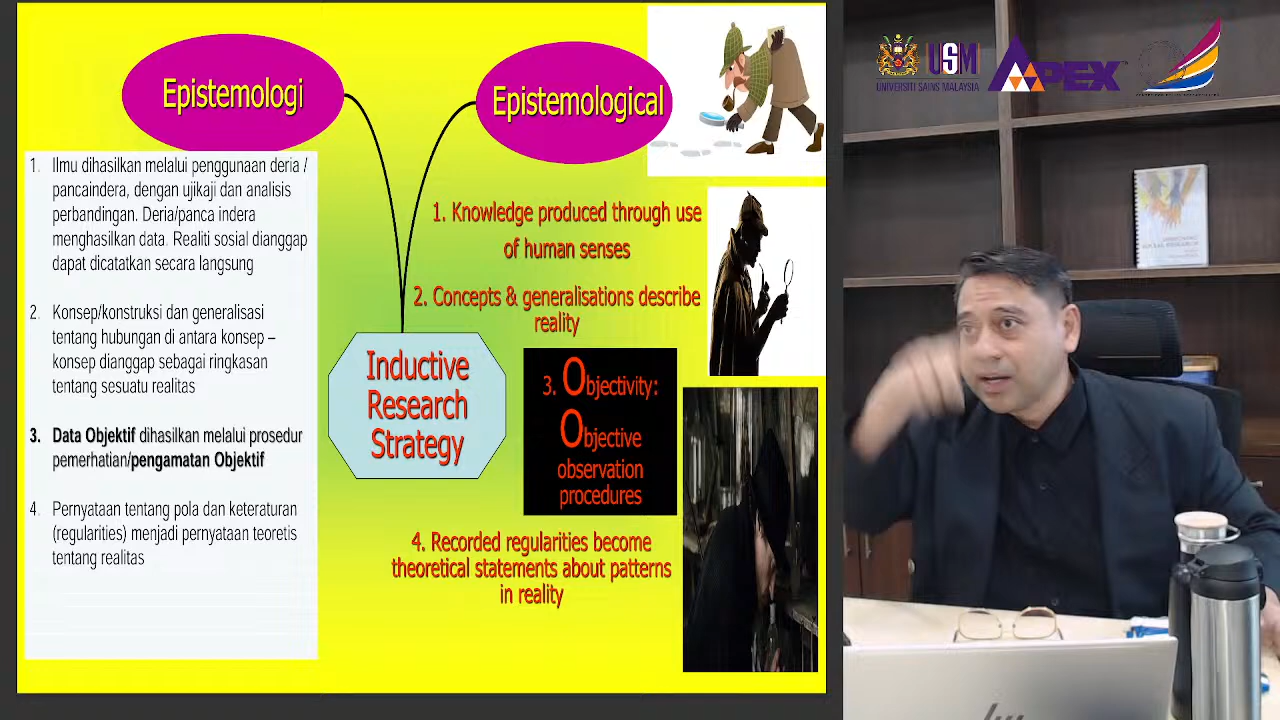 Epistemologi
1. Ilmu dihasilkan melalui penggunaan deria /
pancaindera, dengan ujikaji dan analisis
perbandingan. Deria/panca indera
menghasilkan data. Realiti sosial dianggap
dapat dicatatkan secara langsung
2. Konsep/konstruksi dan generalisasi
tentang hubungan di antara konsep –
konsep dianggap sebagai ringkasan
tentang sesuatu realitas
3. Data Objektif dihasilkan melalui prosedur
pemerhatian/pengamatan Objektif
4. Pernyataan tentang pola dan keteraturan
(regularities) menjadi pernyataan teoretis
tentang realitas
Inductive
Research
Strategy
Epistemological
1. Knowledge produced through use
of human senses
2. Concepts & generalisations describe
reality
3. Objectivity:
Objective
observation
procedures
4. Recorded regularities become
theoretical statements about patterns
in reality
USM
UNIVERSITI SAINS MALAYSIA
APEX
hp